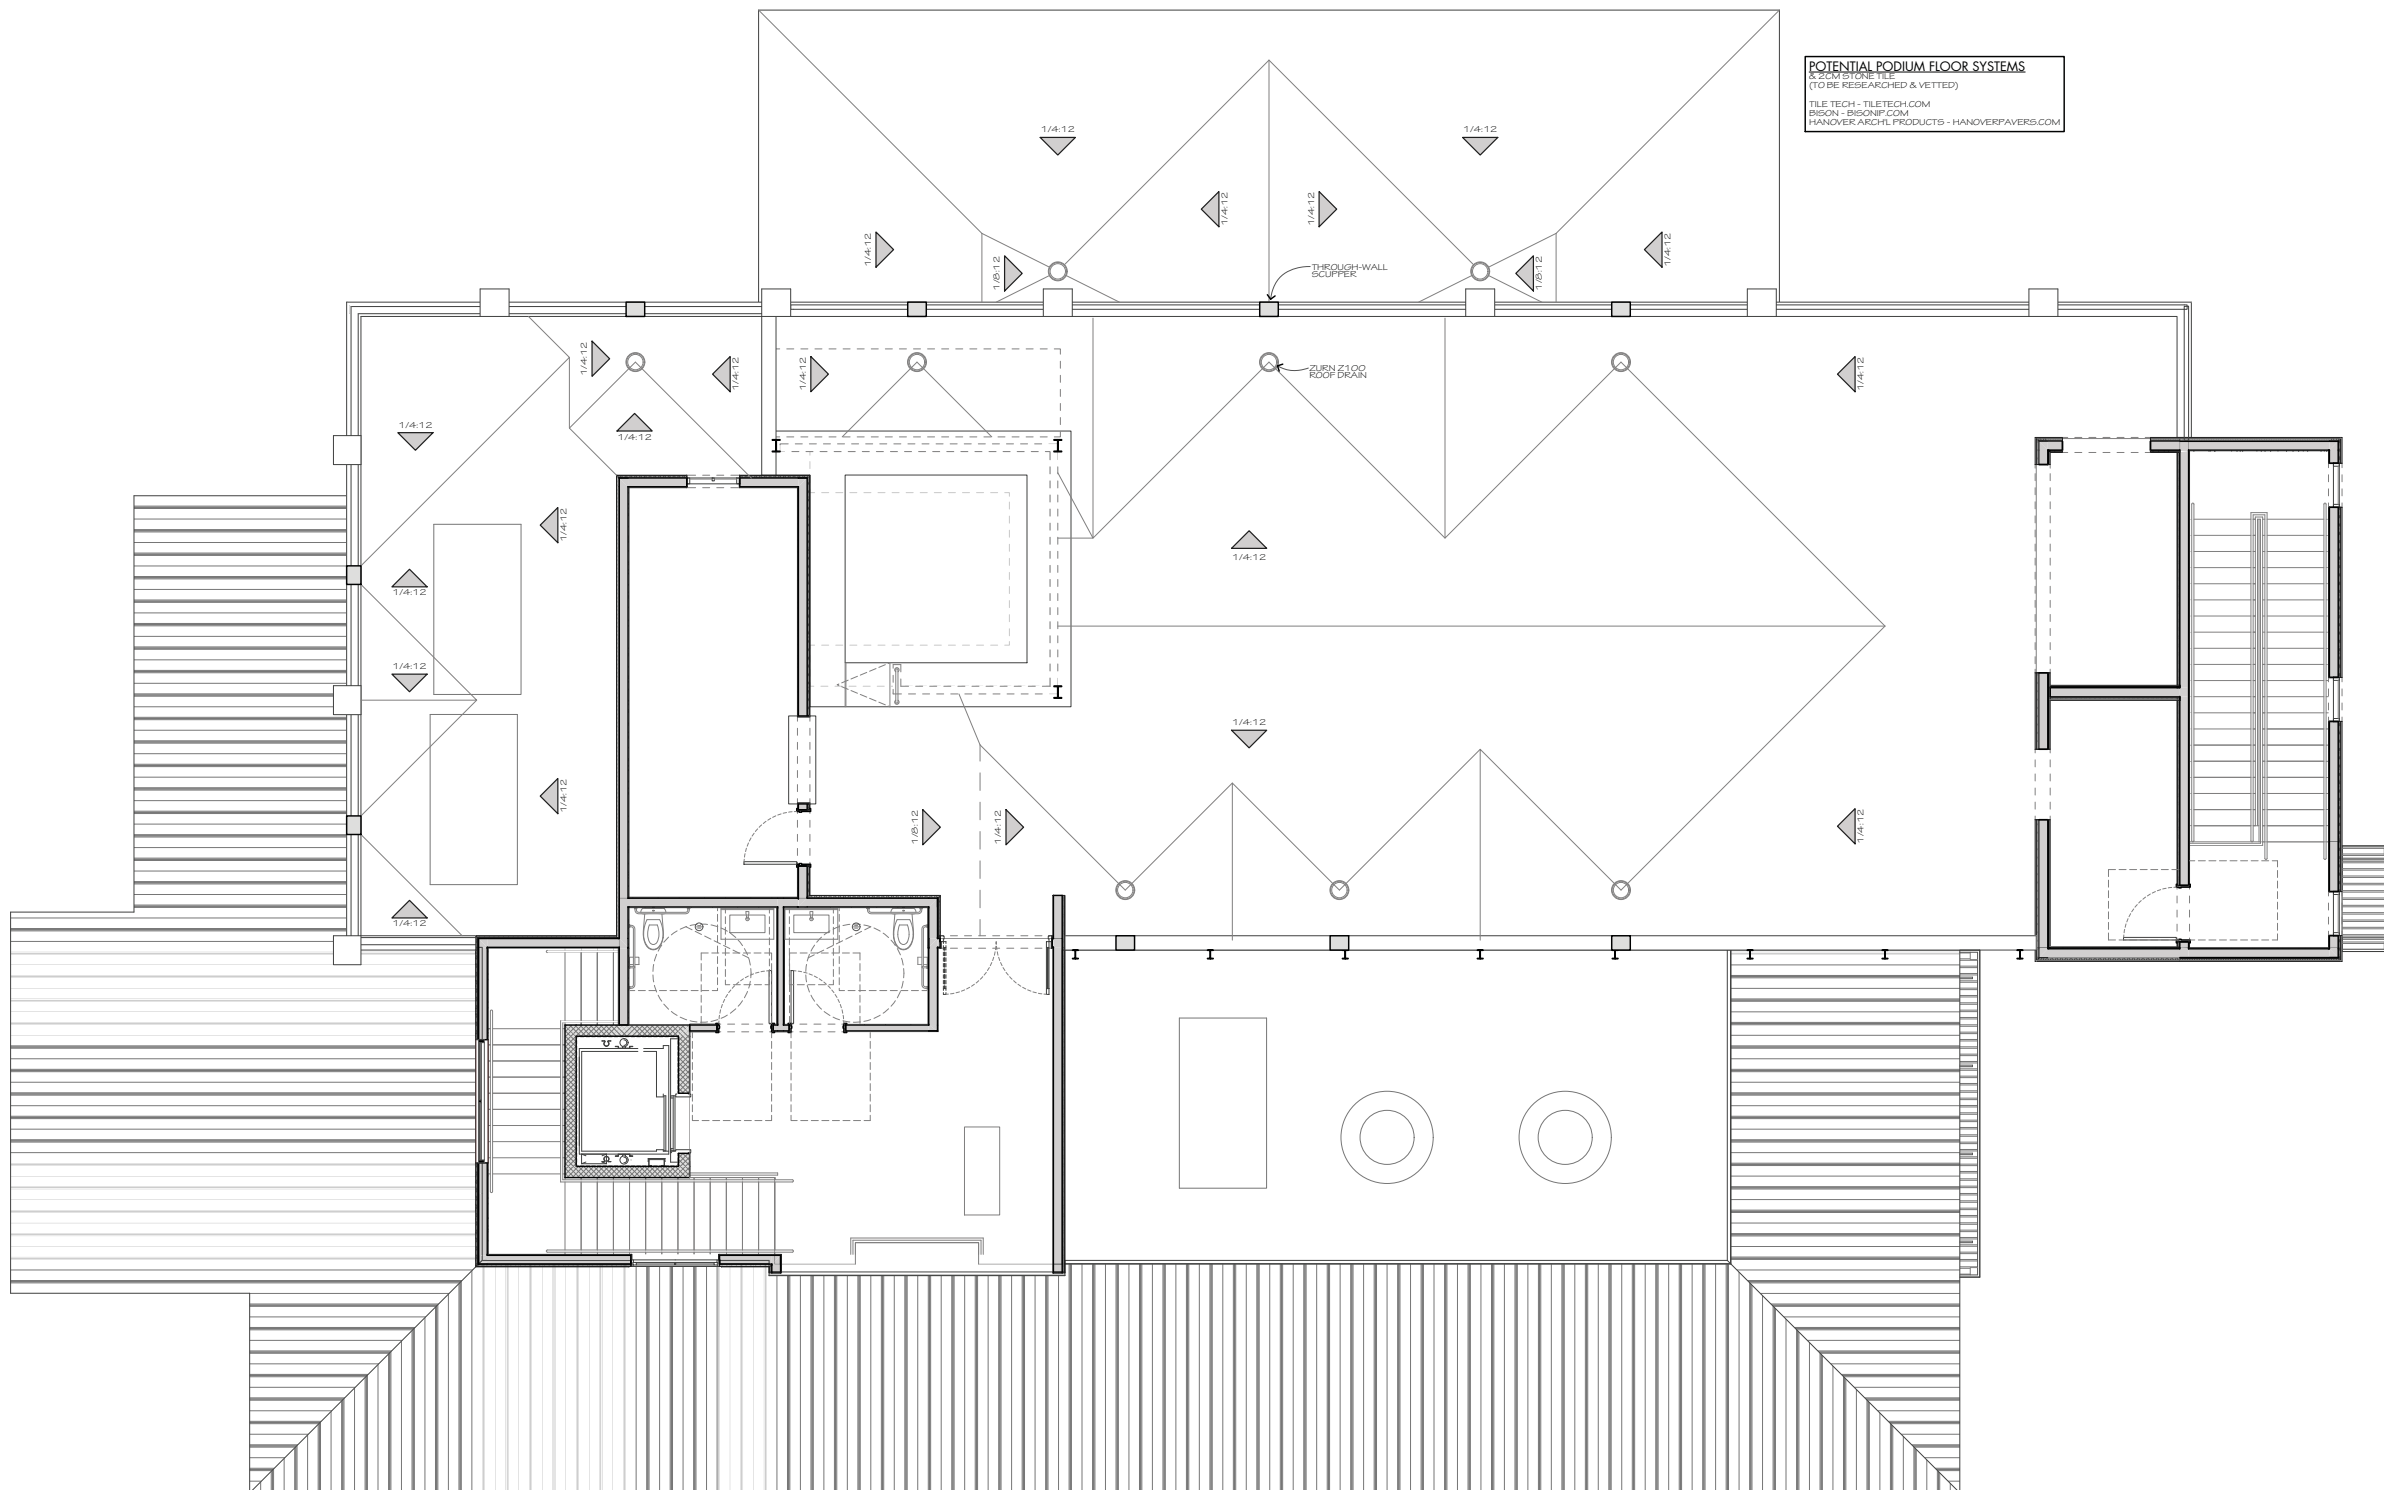 POTENTIAL PODIUM FLOOR SYSTEMS
& 2CM STONE TILE
(TO BE RESEARCHED & VETTED)
TILE TECH - TILETECH.COM
BISON - BISONIP.COM
HANOVER ARCH'L PRODUCTS - HANOVERPAVERS.COM
1/4:12
1/4:12
1/4:12
1/4:12
1/4:12
1/4:12
1/8:12
1/8:12
THROUGH-WALL
SCUPPER
1/4:12
1/4:12
1/4:12
ZURN Z100
ROOF DRAIN
1/4:12
1/4:12
1/4:12
1/4:12
1/4:12
1/4:12
1/4:12
1/4:12
1/4:12
1/8:12
1/4:12
1/4:12
1/4:12